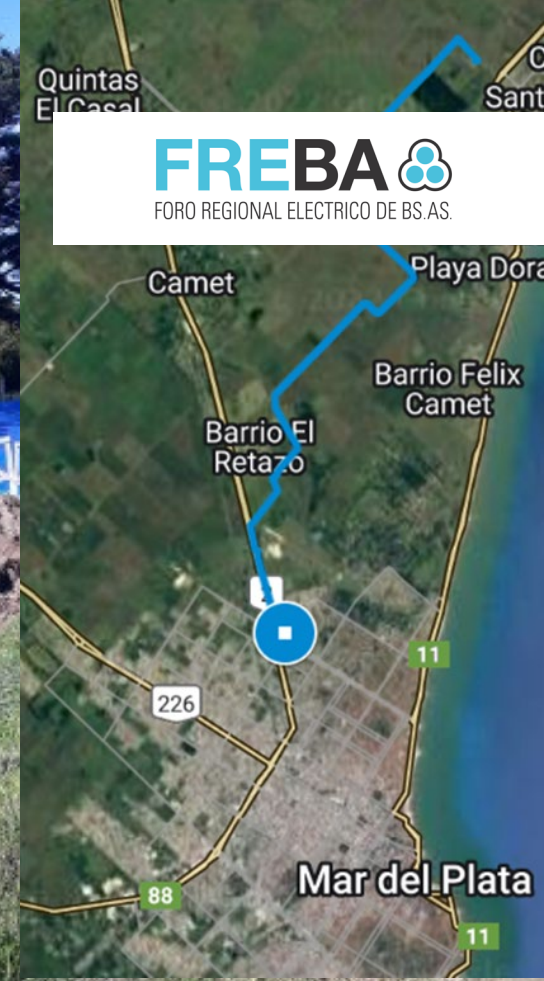 Quintas
El Casal
Sant
FREBA
FORO REGIONAL ELECTRICO DE BS.AS.
Camet
Playa Dora
Barrio Felix
Camet
Barrio El
Retazo
2
11
226
Mar del Plata
88
11